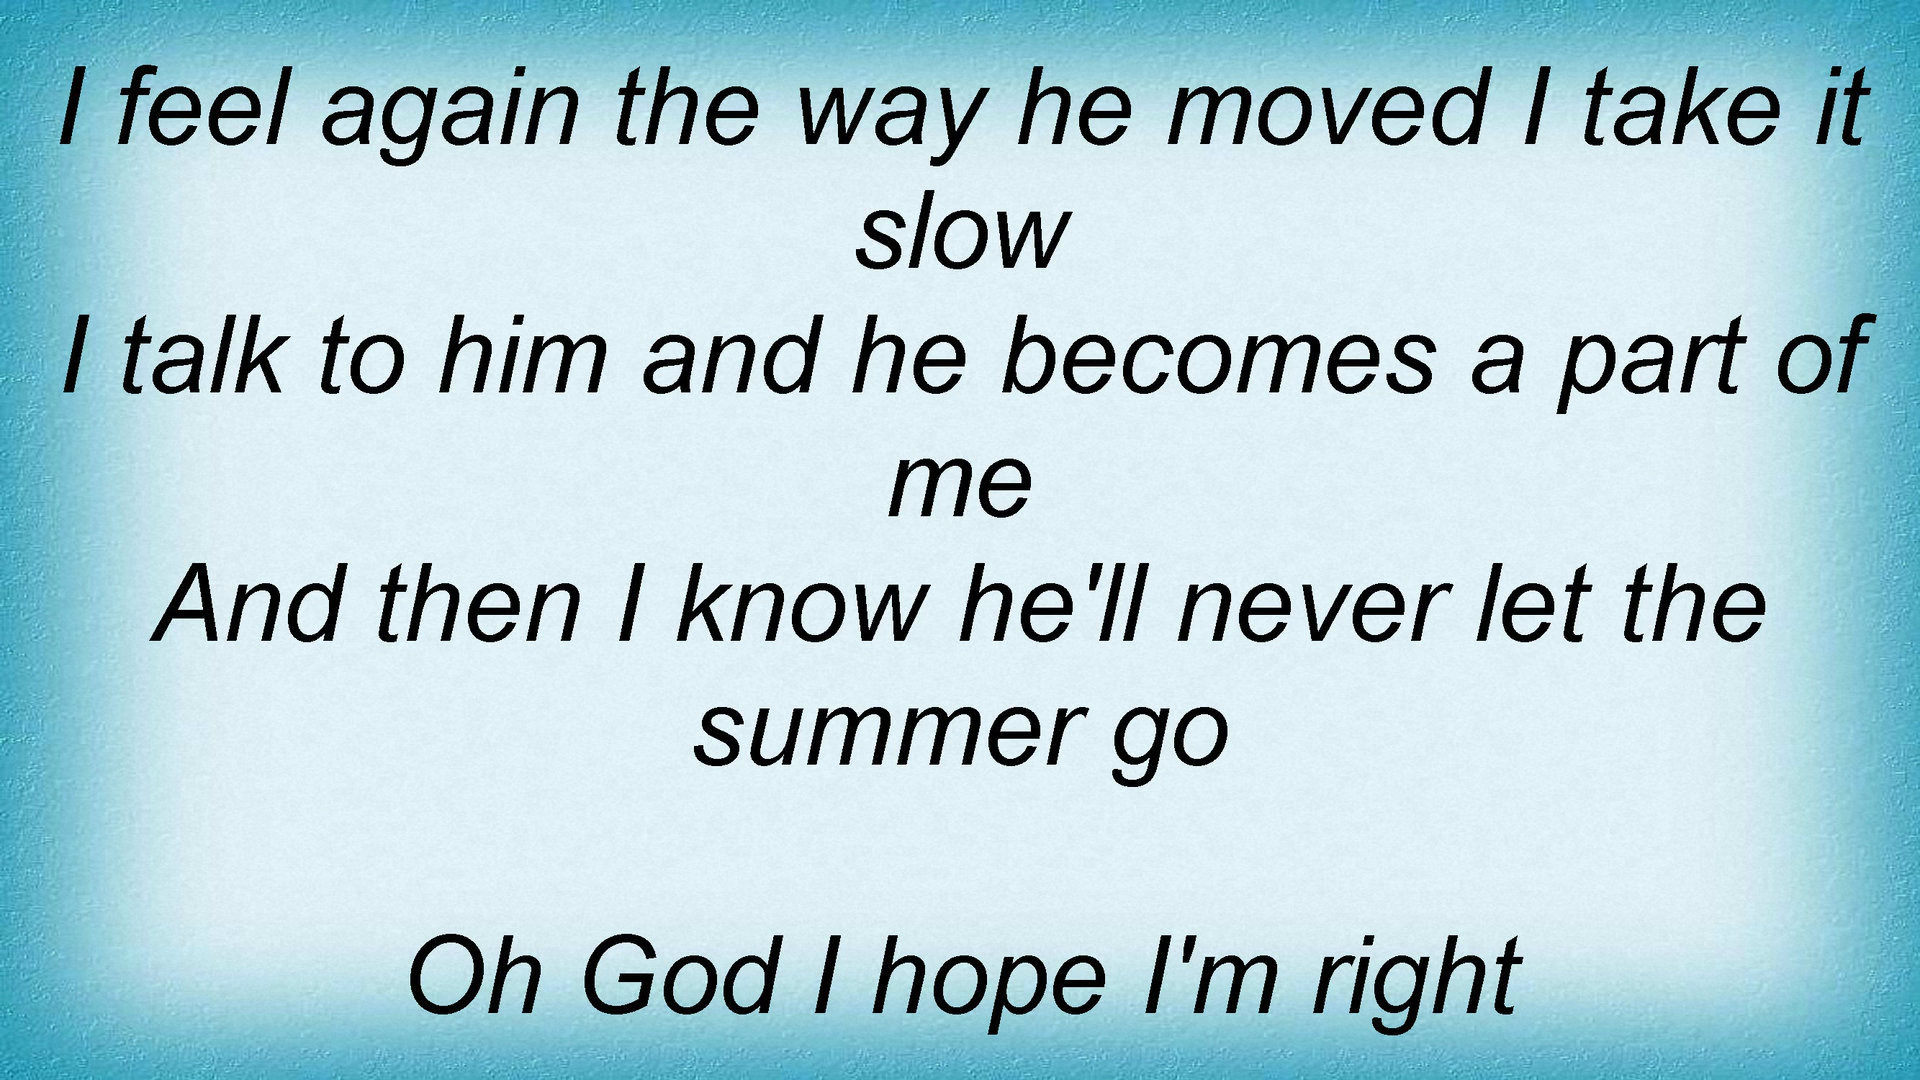 I feel again the way he moved I take it
slow
I talk to him and he becomes a part of
me
And then I know he'll never let the
summer go
Oh God I hope I'm right